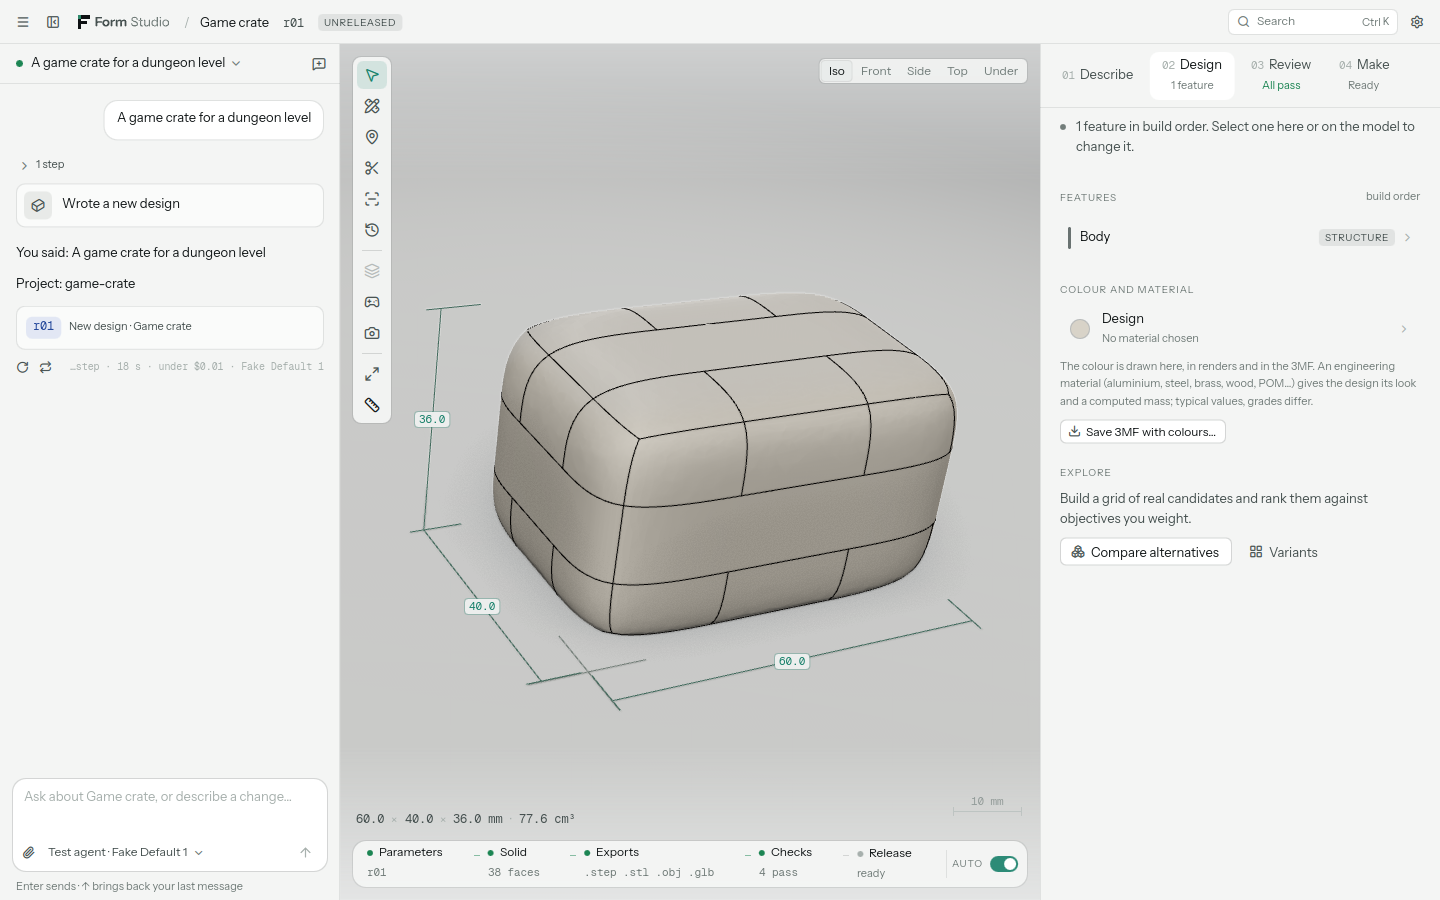 Form Studio / Game crate r01 UNRELEASED
Search Ctrl K
A game crate for a dungeon level
A game crate for a dungeon level
1 step
Wrote a new design
You said: A game crate for a dungeon level
Project: game-crate
r01 New design · Game crate
…step · 18 s · under $0.01 · Fake Default 1
Ask about Game crate, or describe a change…
Test agent · Fake Default 1
Enter sends · ↑ brings back your last message
Iso Front Side Top Under
36.0
40.0
60.0
10 mm
60.0 × 40.0 × 36.0 mm · 77.6 cm³
Parameters
r01
Solid
38 faces
Exports
.step .stl .obj .glb
Checks
4 pass
Release
ready
AUTO
01 Describe
02 Design
1 feature
03 Review
All pass
04 Make
Ready
1 feature in build order. Select one here or on the model to
change it.
FEATURES build order
Body STRUCTURE
COLOUR AND MATERIAL
Design
No material chosen
The colour is drawn here, in renders and in the 3MF. An engineering
material (aluminium, steel, brass, wood, POM…) gives the design its look
and a computed mass; typical values, grades differ.
Save 3MF with colours…
EXPLORE
Build a grid of real candidates and rank them against
objectives you weight.
Compare alternatives Variants